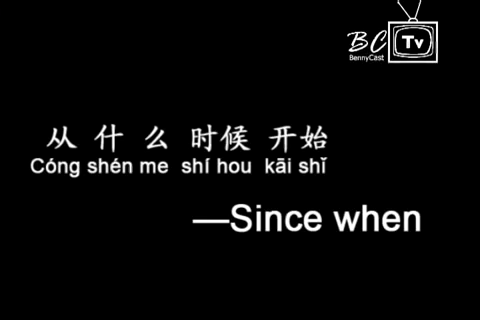 BC Tv
BennyCast
从 什 么 时候 开始
Cóng shén me shí hou kāi shǐ
—Since when